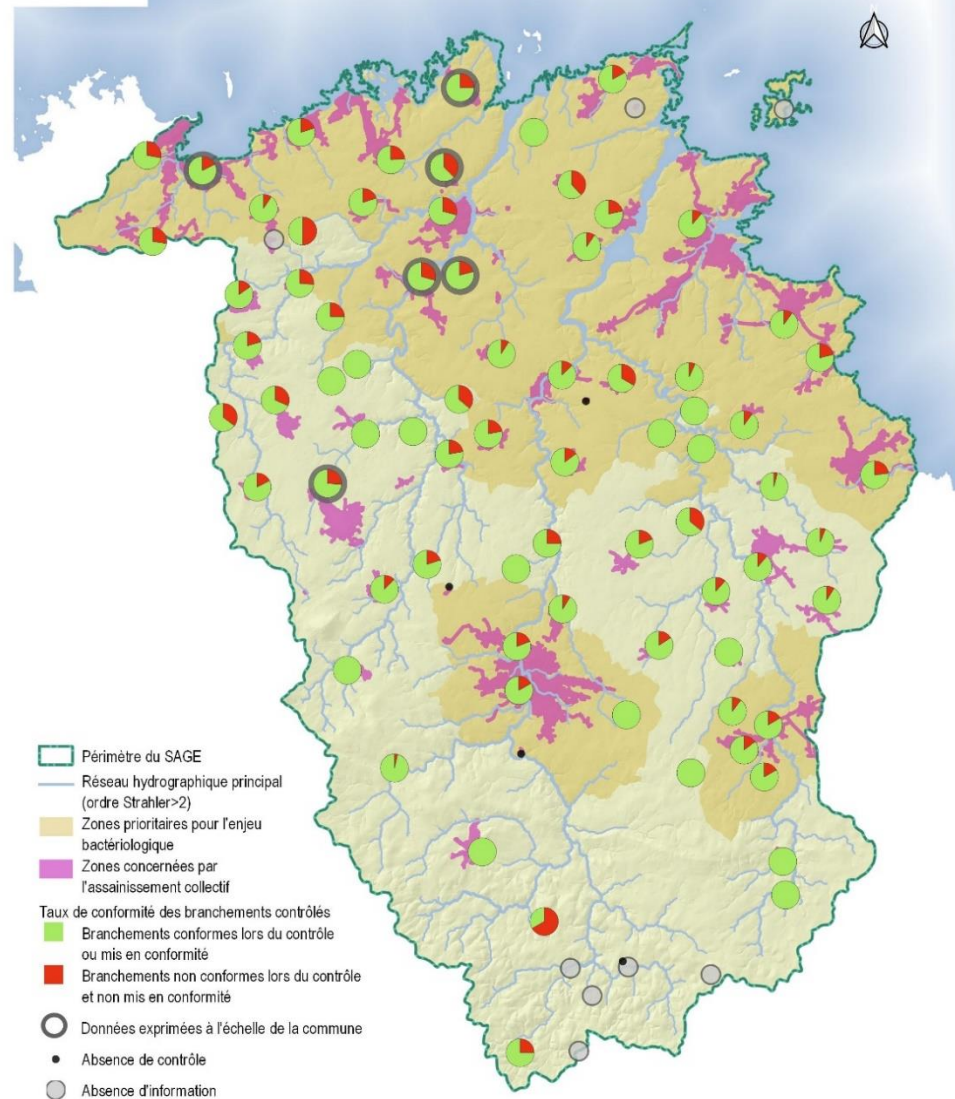 Périmètre du SAGE
Réseau hydrographique principal
(ordre Strahler>2)
Zones prioritaires pour l'enjeu
bactériologique
Zones concernées par
l'assainissement collectif
Taux de conformité des branchements contrôlés
Branchements conformes lors du contrôle
ou mis en conformité
Branchements non conformes lors du contrôle
et non mis en conformité
Données exprimées à l'échelle de la commune
Absence de contrôle
Absence d'information